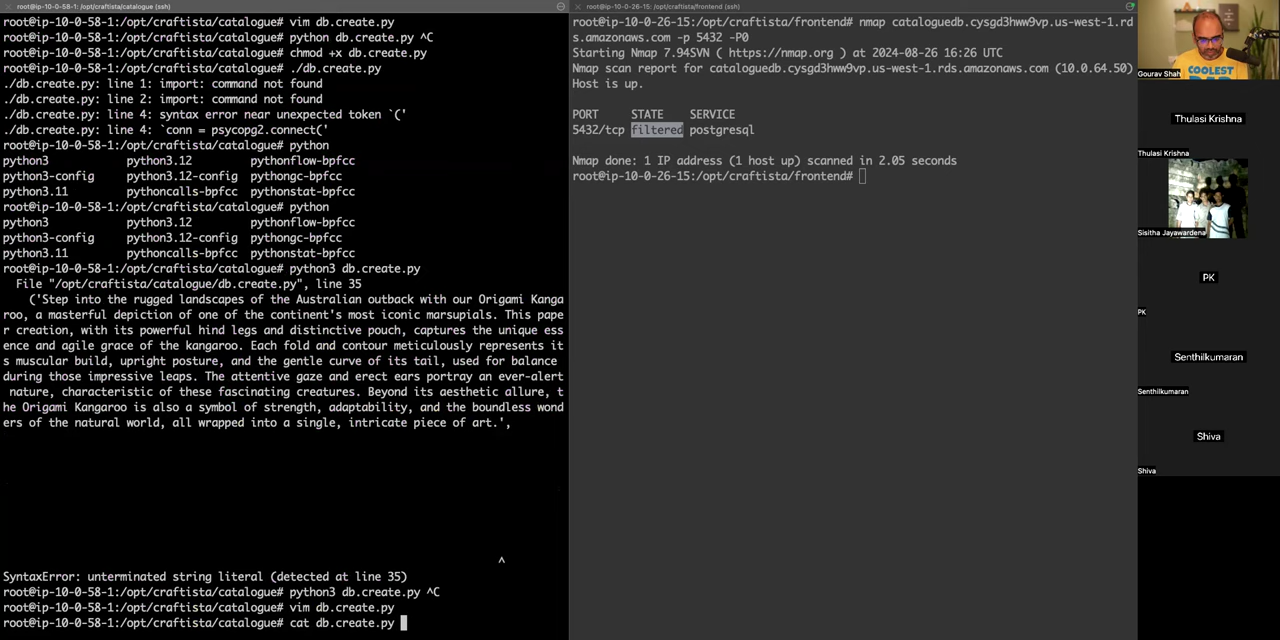 root@ip-10-0-58-1: /opt/craftista/catalogue (ssh)
root@ip-10-0-58-1:/opt/craftista/catalogue# vim db.create.py
root@ip-10-0-58-1:/opt/craftista/catalogue# python db.create.py ^C
root@ip-10-0-58-1:/opt/craftista/catalogue# chmod +x db.create.py
root@ip-10-0-58-1:/opt/craftista/catalogue# ./db.create.py
./db.create.py: line 1: import: command not found
./db.create.py: line 2: import: command not found
./db.create.py: line 4: syntax error near unexpected token `('
./db.create.py: line 4: `conn = psycopg2.connect('
root@ip-10-0-58-1:/opt/craftista/catalogue# python
python3 python3.12 pythonflow-bpfcc
python3-config python3.12-config pythongc-bpfcc
python3.11 pythoncalls-bpfcc pythonstat-bpfcc
root@ip-10-0-58-1:/opt/craftista/catalogue# python
python3 python3.12 pythonflow-bpfcc
python3-config python3.12-config pythongc-bpfcc
python3.11 pythoncalls-bpfcc pythonstat-bpfcc
root@ip-10-0-58-1:/opt/craftista/catalogue# python3 db.create.py
File "/opt/craftista/catalogue/db.create.py", line 35
('Step into the rugged landscapes of the Australian outback with our Origami Kanga
roo, a masterful depiction of one of the continent's most iconic marsupials. This pape
r creation, with its powerful hind legs and distinctive pouch, captures the unique ess
ence and agile grace of the kangaroo. Each fold and contour meticulously represents it
s muscular build, upright posture, and the gentle curve of its tail, used for balance
during those impressive leaps. The attentive gaze and erect ears portray an ever-alert
nature, characteristic of these fascinating creatures. Beyond its aesthetic allure, t
he Origami Kangaroo is also a symbol of strength, adaptability, and the boundless wond
ers of the natural world, all wrapped into a single, intricate piece of art.',
^
SyntaxError: unterminated string literal (detected at line 35)
root@ip-10-0-58-1:/opt/craftista/catalogue# python3 db.create.py ^C
root@ip-10-0-58-1:/opt/craftista/catalogue# vim db.create.py
root@ip-10-0-58-1:/opt/craftista/catalogue# cat db.create.py
root@ip-10-0-26-15: /opt/craftista/frontend (ssh)
root@ip-10-0-26-15:/opt/craftista/frontend# nmap cataloguedb.cysgd3hww9vp.us-west-1.rd
s.amazonaws.com -p 5432 -P0
Starting Nmap 7.94SVN ( https://nmap.org ) at 2024-08-26 16:26 UTC
Nmap scan report for cataloguedb.cysgd3hww9vp.us-west-1.rds.amazonaws.com (10.0.64.50)
Host is up.
PORT STATE SERVICE
5432/tcp filtered postgresql
Nmap done: 1 IP address (1 host up) scanned in 2.05 seconds
root@ip-10-0-26-15:/opt/craftista/frontend#
COOLEST
Gourav Shah
Thulasi Krishna
Thulasi Krishna
Sisitha Jayawardena
PK
PK
Senthilkumaran
Senthilkumaran
Shiva
Shiva